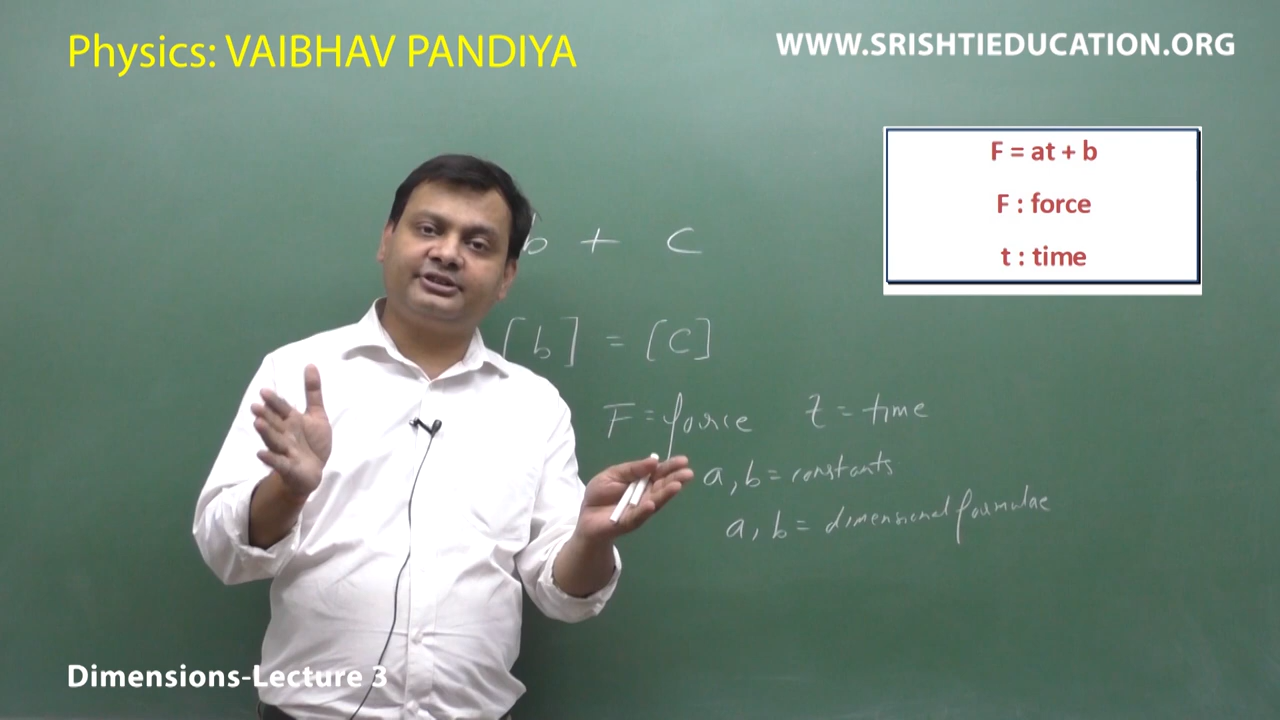 Physics: VAIBHAV PANDIYA
WWW.SRISHTIEDUCATION.ORG
F = at + b
F : force
t : time
b + c
[b] = [c]
F = force t = time
a, b = constants
a, b = dimensional formulae
Dimensions-Lecture 3